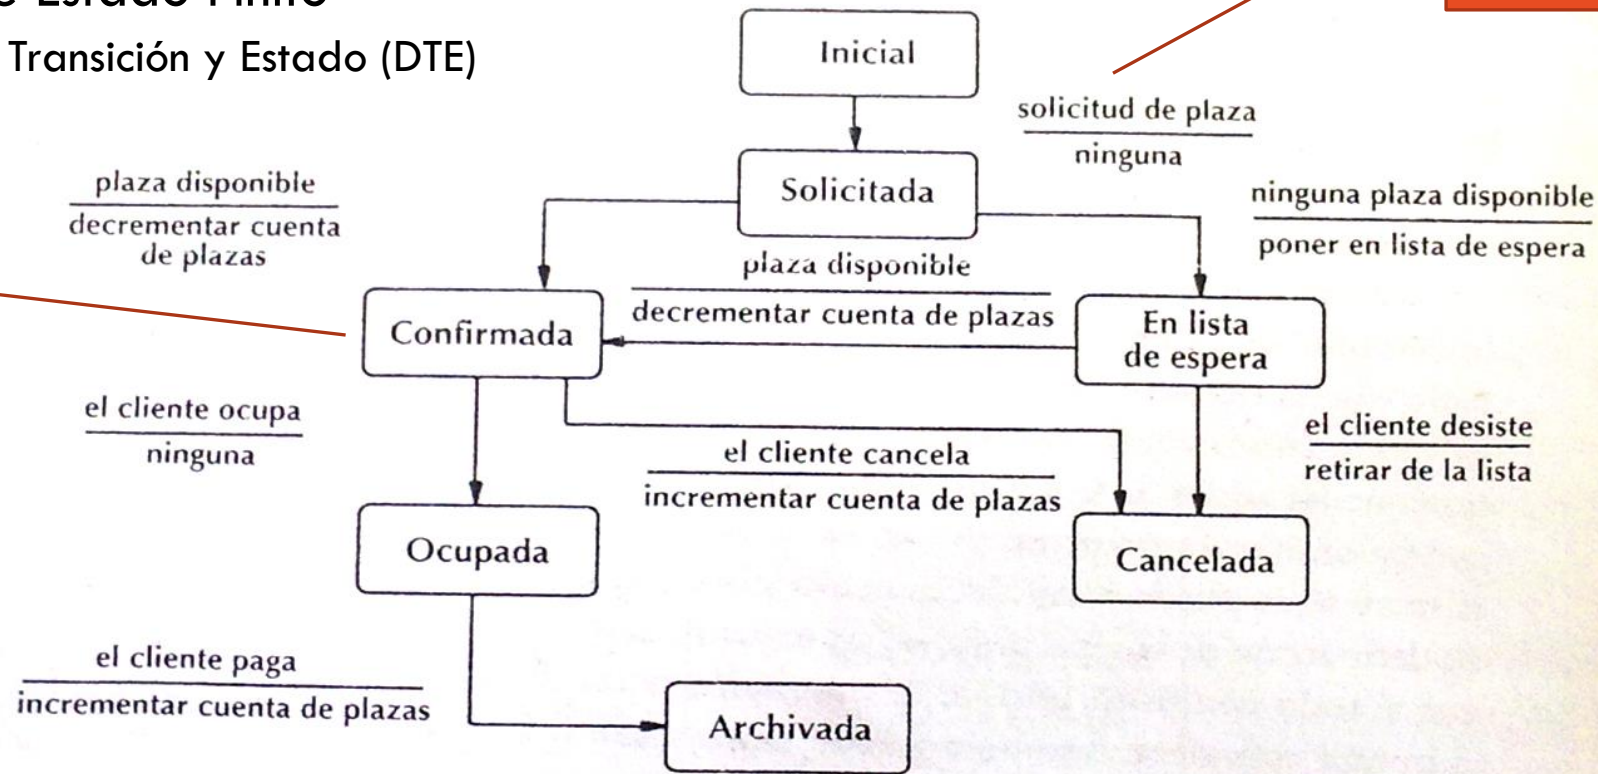 e Estado Finito
Transición y Estado (DTE)
Inicial
solicitud de plaza
ninguna
Solicitada
plaza disponible
decrementar cuenta
de plazas
ninguna plaza disponible
poner en lista de espera
plaza disponible
decrementar cuenta de plazas
Confirmada
En lista
de espera
el cliente ocupa
ninguna
el cliente cancela
incrementar cuenta de plazas
el cliente desiste
retirar de la lista
Ocupada
Cancelada
el cliente paga
incrementar cuenta de plazas
Archivada